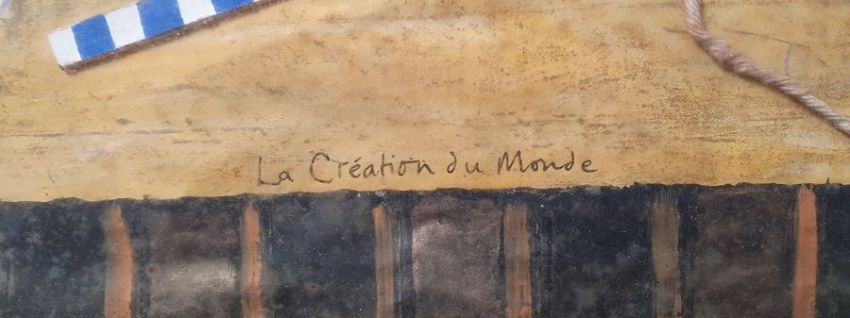 La Création du Monde